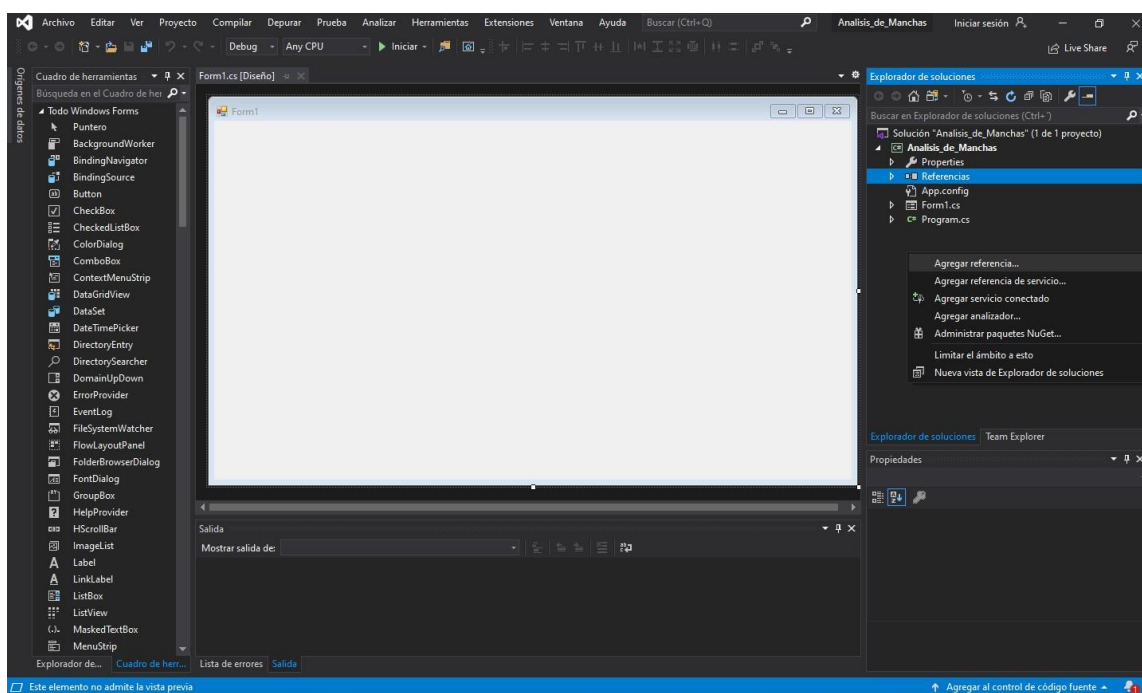 Archivo Editar Ver Proyecto Compilar Depurar Prueba Analizar Herramientas Extensiones Ventana Ayuda Buscar (Ctrl+Q) Analisis_de_Manchas Iniciar sesión
Debug Any CPU Iniciar Live Share
Orígenes de datos
Cuadro de herramientas
Búsqueda en el Cuadro de her
Todo Windows Forms
Puntero
BackgroundWorker
BindingNavigator
BindingSource
Button
CheckBox
CheckedListBox
ColorDialog
ComboBox
ContextMenuStrip
DataGridView
DataSet
DateTimePicker
DirectoryEntry
DirectorySearcher
DomainUpDown
ErrorProvider
EventLog
FileSystemWatcher
FlowLayoutPanel
FolderBrowserDialog
FontDialog
GroupBox
HelpProvider
HScrollBar
ImageList
Label
LinkLabel
ListBox
ListView
MaskedTextBox
MenuStrip
Explorador de... Cuadro de herr...
Form1.cs [Diseño]
Form1
Salida
Mostrar salida de:
Lista de errores Salida
Explorador de soluciones
Buscar en Explorador de soluciones (Ctrl+¨)
Solución "Analisis_de_Manchas" (1 de 1 proyecto)
Analisis_de_Manchas
Properties
Referencias
App.config
Form1.cs
Program.cs
Agregar referencia...
Agregar referencia de servicio...
Agregar servicio conectado
Agregar analizador...
Administrar paquetes NuGet...
Limitar el ámbito a esto
Nueva vista de Explorador de soluciones
Explorador de soluciones Team Explorer
Propiedades
Este elemento no admite la vista previa
Agregar al control de código fuente